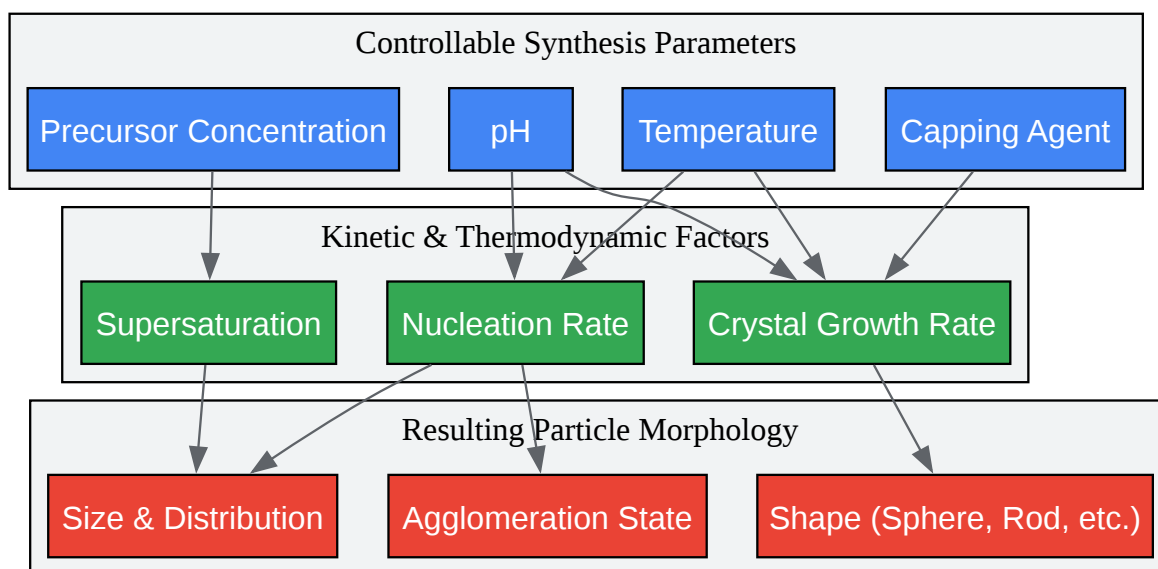 Controllable Synthesis Parameters
Precursor Concentration
pH
Temperature
Capping Agent
Kinetic & Thermodynamic Factors
Supersaturation
Nucleation Rate
Crystal Growth Rate
Resulting Particle Morphology
Size & Distribution
Agglomeration State
Shape (Sphere, Rod, etc.)